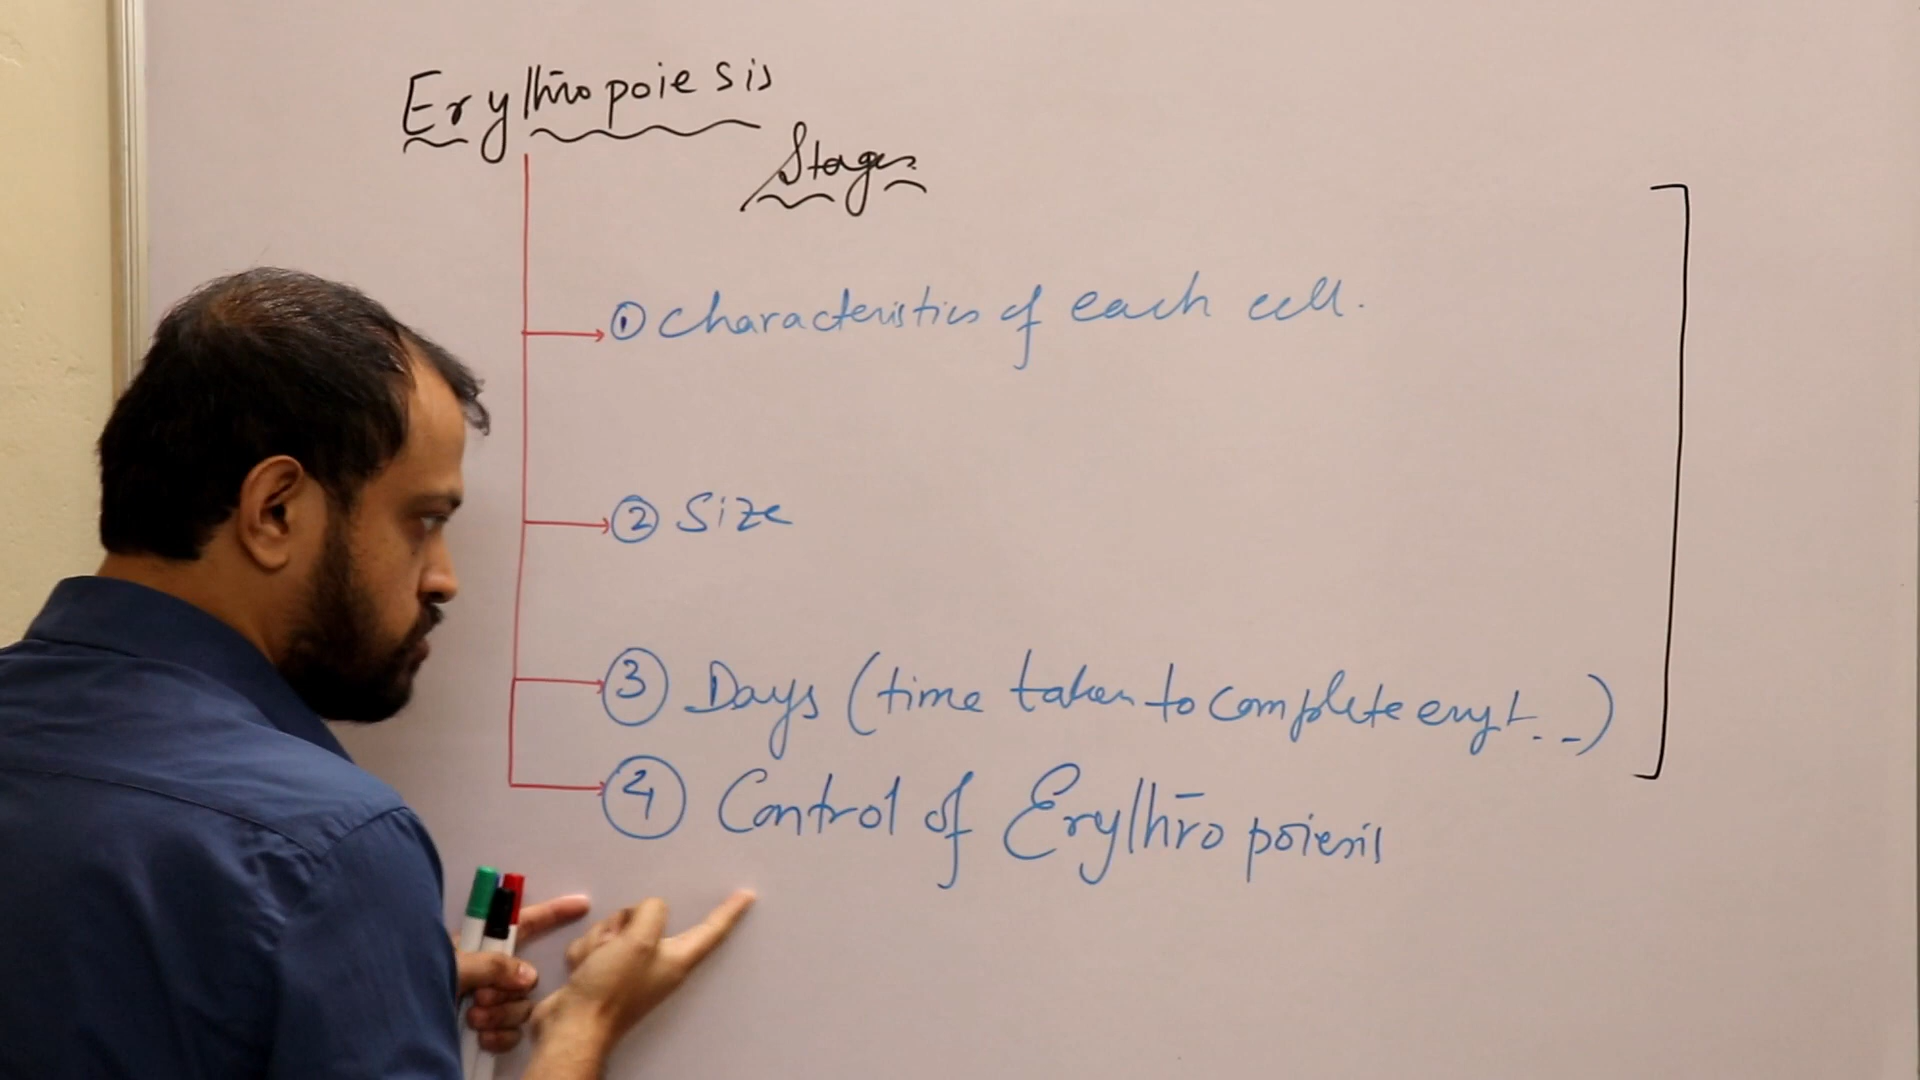 Erythropoiesis
Stages
① Characteristics of each cell.
② Size
③ Days (time taken to complete eryt...)
④ Control of Erythropoiesis